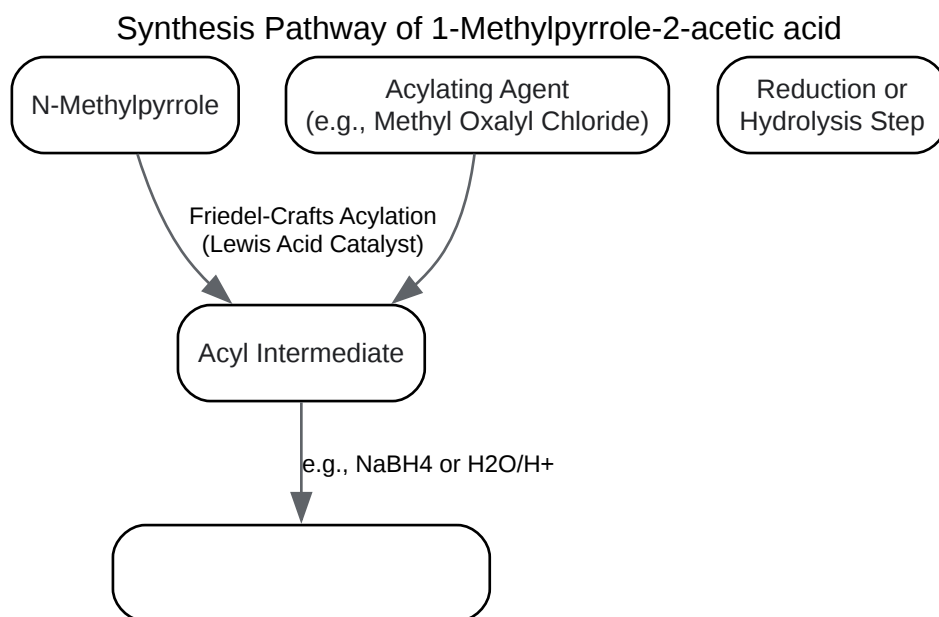 Synthesis Pathway of 1-Methylpyrrole-2-acetic acid
N-Methylpyrrole
Acylating Agent
(e.g., Methyl Oxalyl Chloride)
Reduction or
Hydrolysis Step
Friedel-Crafts Acylation
(Lewis Acid Catalyst)
Acyl Intermediate
e.g., NaBH4 or H2O/H+